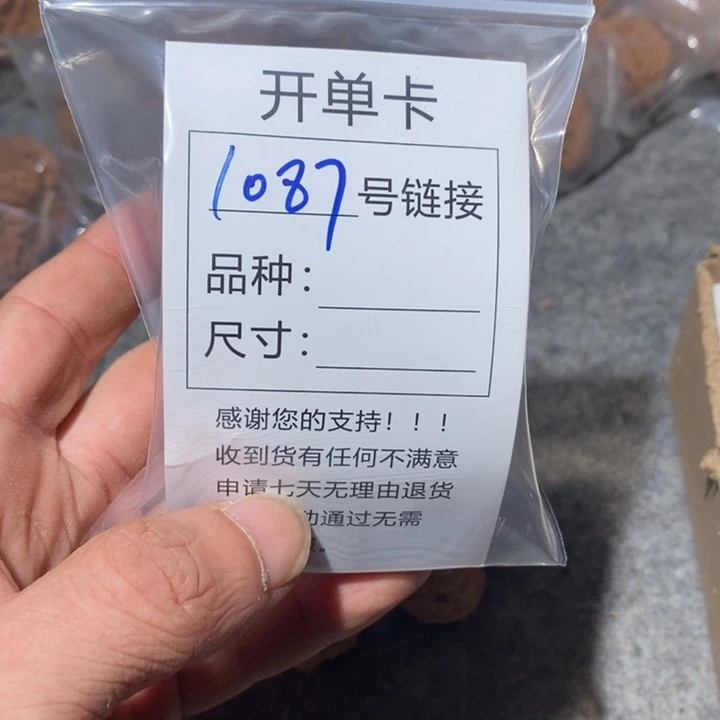 开单卡
1087号链接
品种：
尺寸：
感谢您的支持！！！
收到货有任何不满意
申请七天无理由退货
动通过无需
。